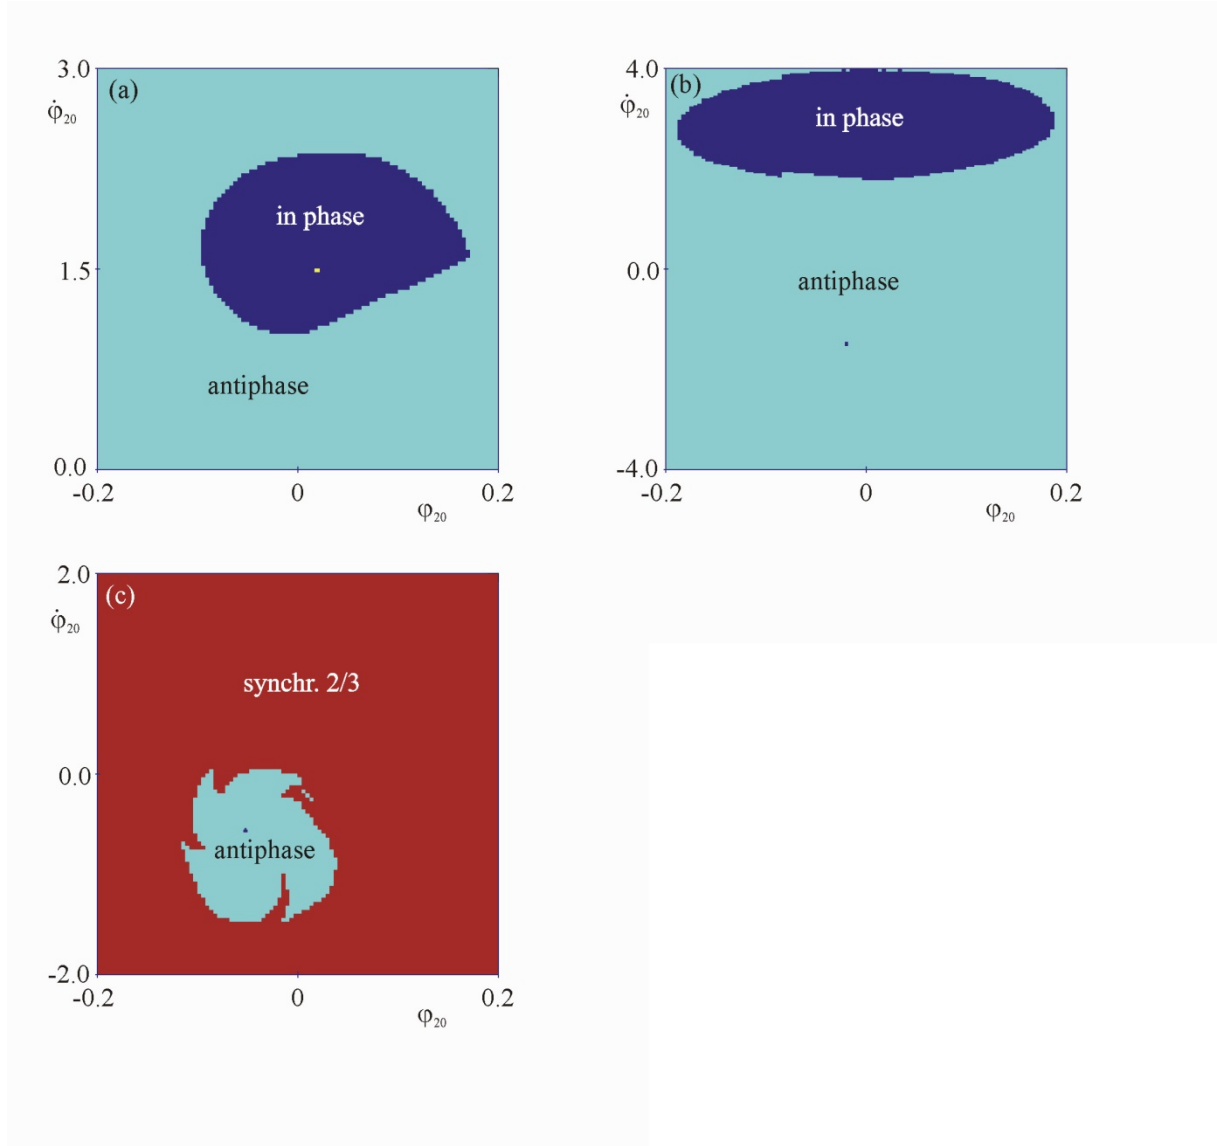 3.0
(a)
φ̇₂₀
in phase
1.5
antiphase
0.0
-0.2
0
0.2
φ₂₀
4.0
(b)
φ̇₂₀
in phase
0.0
antiphase
-4.0
-0.2
0
0.2
φ₂₀
2.0
(c)
φ̇₂₀
synchr. 2/3
0.0
antiphase
-2.0
-0.2
0
0.2
φ₂₀